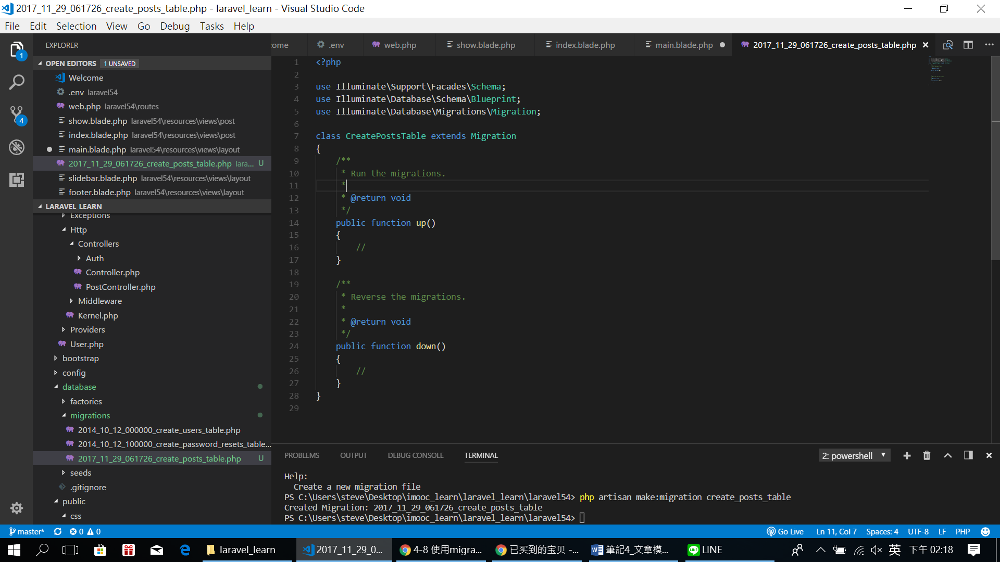 2017_11_29_061726_create_posts_table.php - laravel_learn - Visual Studio Code
File Edit Selection View Go Debug Tasks Help
EXPLORER
OPEN EDITORS 1 UNSAVED
Welcome
.env laravel54
web.php laravel54\routes
show.blade.php laravel54\resources\views\post
index.blade.php laravel54\resources\views\post
main.blade.php laravel54\resources\views\layout
2017_11_29_061726_create_posts_table.php lara... U
slidebar.blade.php laravel54\resources\views\layout
footer.blade.php laravel54\resources\views\layout
LARAVEL_LEARN
Exceptions
Http
Controllers
Auth
Controller.php
PostController.php
Middleware
Kernel.php
Providers
User.php
bootstrap
config
database
factories
migrations
2014_10_12_000000_create_users_table.php
2014_10_12_100000_create_password_resets_table...
2017_11_29_061726_create_posts_table.php U
seeds
.gitignore
public
css
1
4
ome .env web.php show.blade.php index.blade.php main.blade.php 2017_11_29_061726_create_posts_table.php
1 <?php
2
3 use Illuminate\Support\Facades\Schema;
4 use Illuminate\Database\Schema\Blueprint;
5 use Illuminate\Database\Migrations\Migration;
6
7 class CreatePostsTable extends Migration
8 {
9 /**
10 * Run the migrations.
11 *
12 * @return void
13 */
14 public function up()
15 {
16 //
17 }
18
19 /**
20 * Reverse the migrations.
21 *
22 * @return void
23 */
24 public function down()
25 {
26 //
27 }
28 }
29
PROBLEMS OUTPUT DEBUG CONSOLE TERMINAL 2: powershell
Help:
Create a new migration file
PS C:\Users\steve\Desktop\imooc_learn\laravel_learn\laravel54> php artisan make:migration create_posts_table
Created Migration: 2017_11_29_061726_create_posts_table
PS C:\Users\steve\Desktop\imooc_learn\laravel_learn\laravel54>
master* 0 0 Go Live Ln 11, Col 7 Spaces: 4 UTF-8 LF PHP
laravel_learn 2017_11_29_0... 4-8 使用migra... 已买到的宝贝 -... 筆記4_文章模... LINE LINE 英 下午 02:18